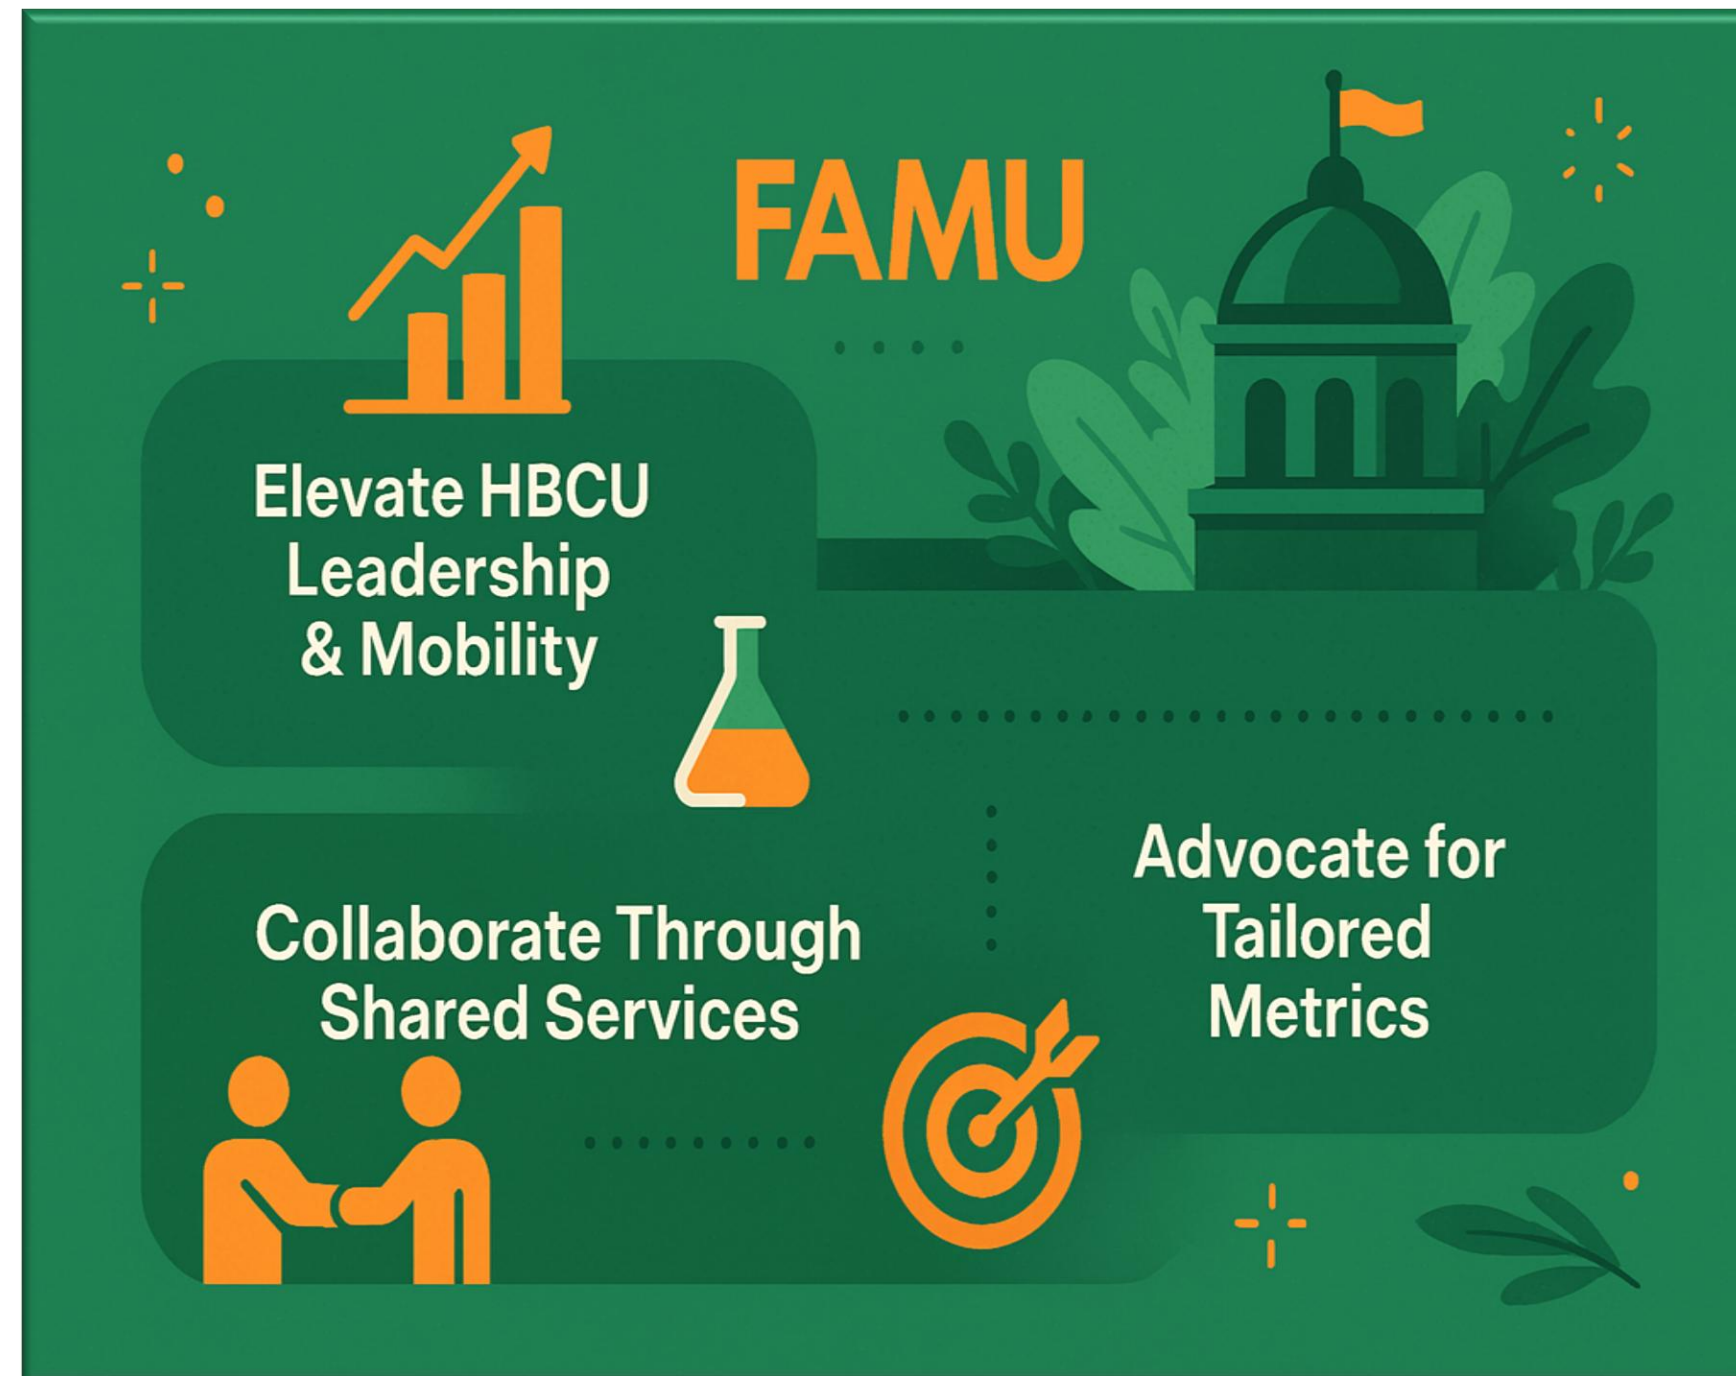 FAMU
Elevate HBCU
Leadership
& Mobility
Collaborate Through
Shared Services
Advocate for
Tailored
Metrics